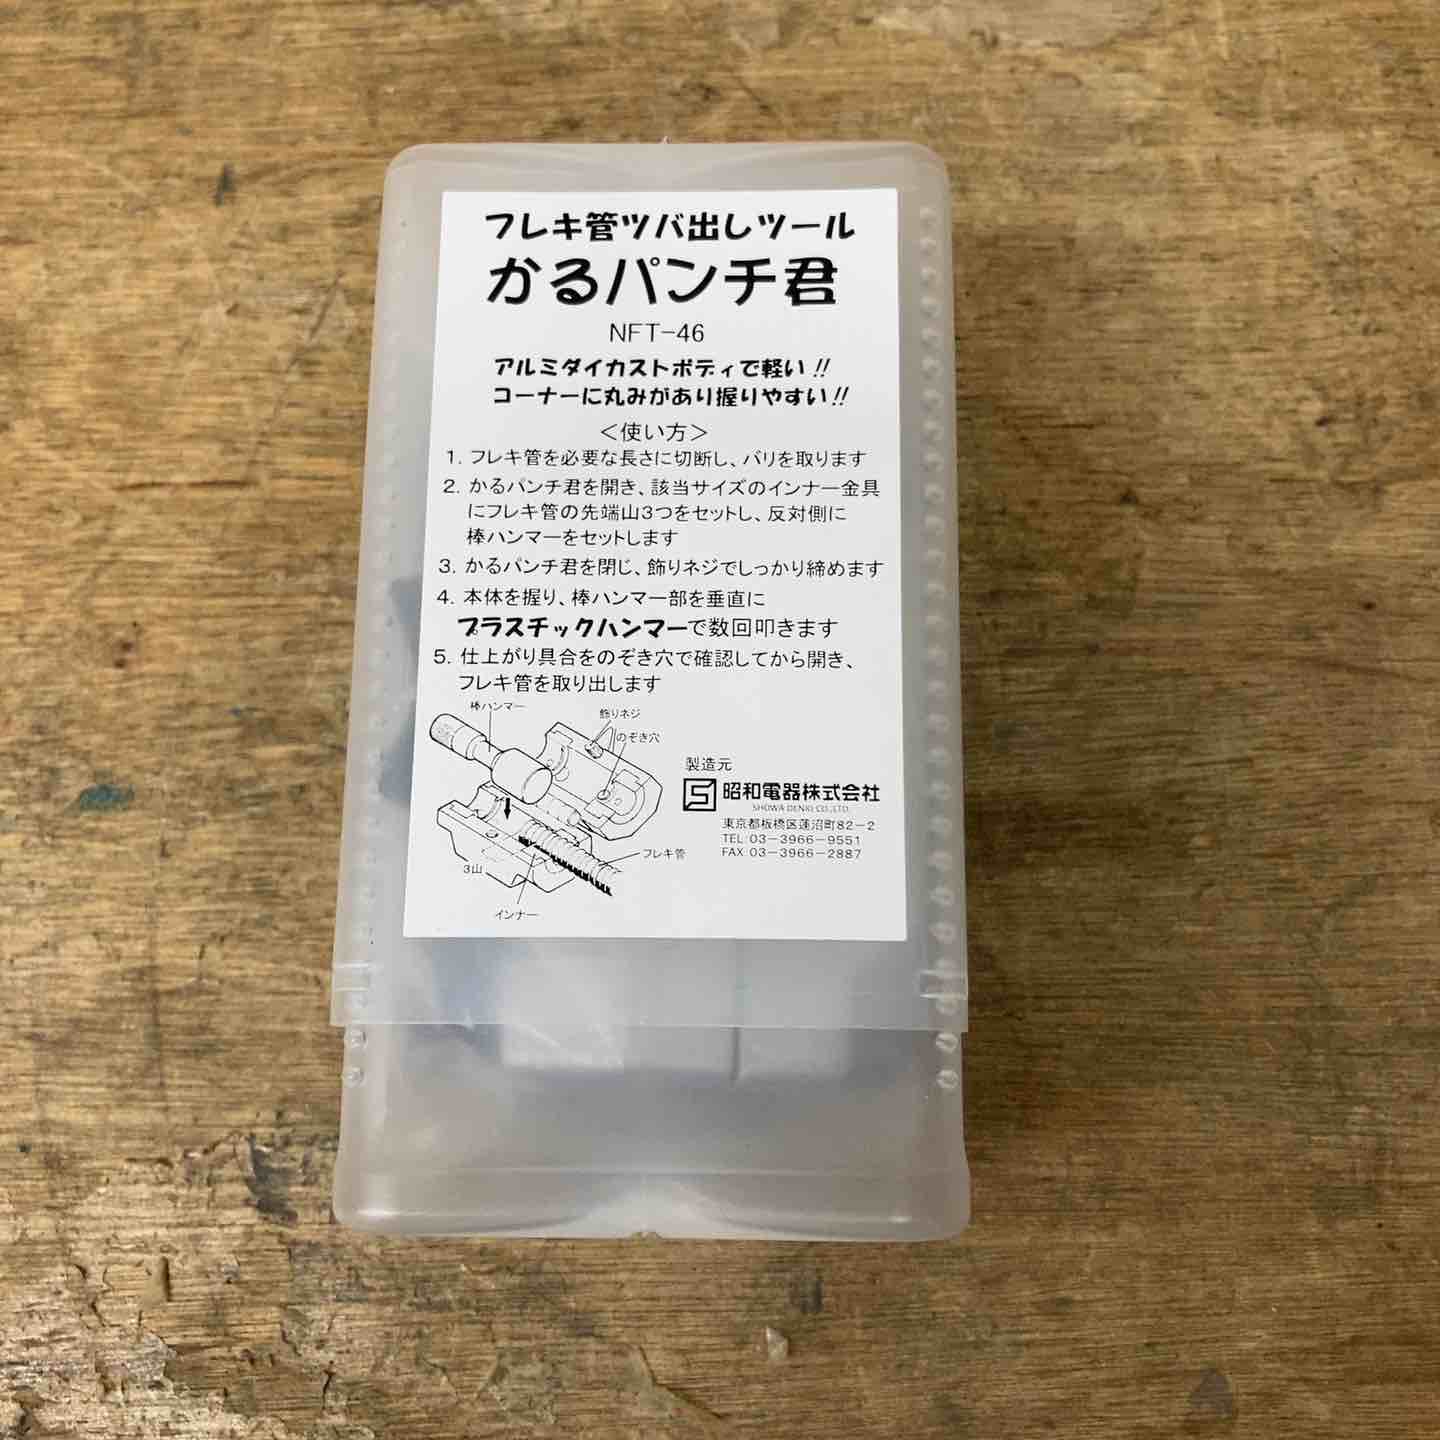 フレキ管ツバ出しツール
かるパンチ君
NFT-46
アルミダイカストボディで軽い!!
コーナーに丸みがあり握りやすい!!
＜使い方＞
1. フレキ管を必要な長さに切断し、バリを取ります
2. かるパンチ君を開き、該当サイズのインナー金具
にフレキ管の先端山3つをセットし、反対側に
棒ハンマーをセットします
3. かるパンチ君を閉じ、飾りネジでしっかり締めます
4. 本体を握り、棒ハンマー部を垂直に
プラスチックハンマーで数回叩きます
5. 仕上がり具合をのぞき穴で確認してから開き、
フレキ管を取り出します
棒ハンマー
飾りネジ
のぞき穴
フレキ管
3山
インナー
製造元
昭和電器株式会社
SHOWA DENKI CO.,LTD.
東京都板橋区蓮沼町82-2
TEL 03-3966-9551
FAX 03-3966-2887